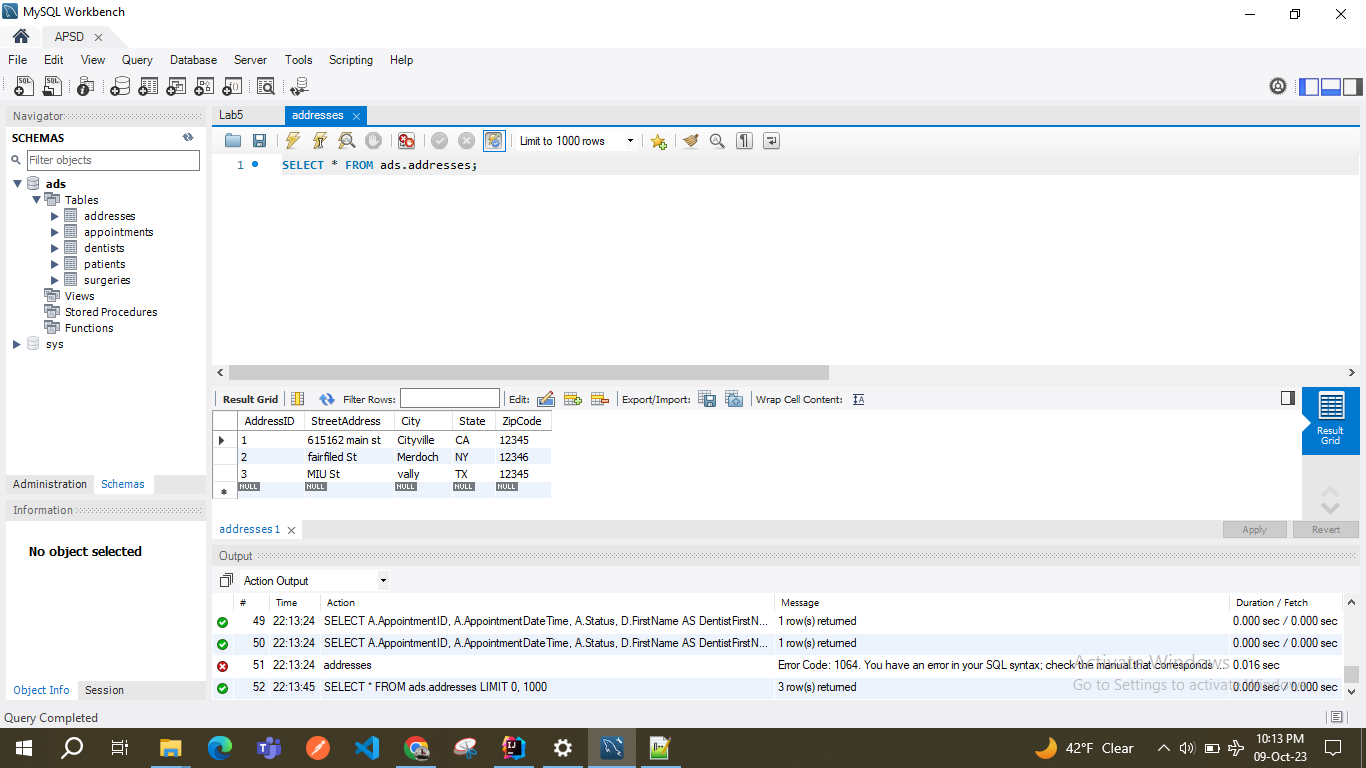 MySQL Workbench
APSD
File Edit View Query Database Server Tools Scripting Help
Navigator
SCHEMAS
Filter objects
ads
Tables
addresses
appointments
dentists
patients
surgeries
Views
Stored Procedures
Functions
sys
Administration Schemas
Information
No object selected
Object Info Session
Lab5 addresses
Limit to 1000 rows
1 SELECT * FROM ads.addresses;
Result Grid Filter Rows: Edit: Export/Import: Wrap Cell Content:
AddressID StreetAddress City State ZipCode
1 615162 main st Cityville CA 12345
2 fairfiled St Merdoch NY 12346
3 MIU St vally TX 12345
NULL NULL NULL NULL NULL
Result
Grid
addresses 1 Apply Revert
Output
Action Output
# Time Action Message Duration / Fetch
49 22:13:24 SELECT A.AppointmentID, A.AppointmentDateTime, A.Status, D.FirstName AS DentistFirstN... 1 row(s) returned 0.000 sec / 0.000 sec
50 22:13:24 SELECT A.AppointmentID, A.AppointmentDateTime, A.Status, D.FirstName AS DentistFirstN... 1 row(s) returned 0.000 sec / 0.000 sec
51 22:13:24 addresses Error Code: 1064. You have an error in your SQL syntax; check the manual that corresponds ... 0.016 sec
52 22:13:45 SELECT * FROM ads.addresses LIMIT 0, 1000 3 row(s) returned 0.000 sec / 0.000 sec
Activate Windows
Go to Settings to activate Windows.
Query Completed
42°F Clear
10:13 PM
09-Oct-23